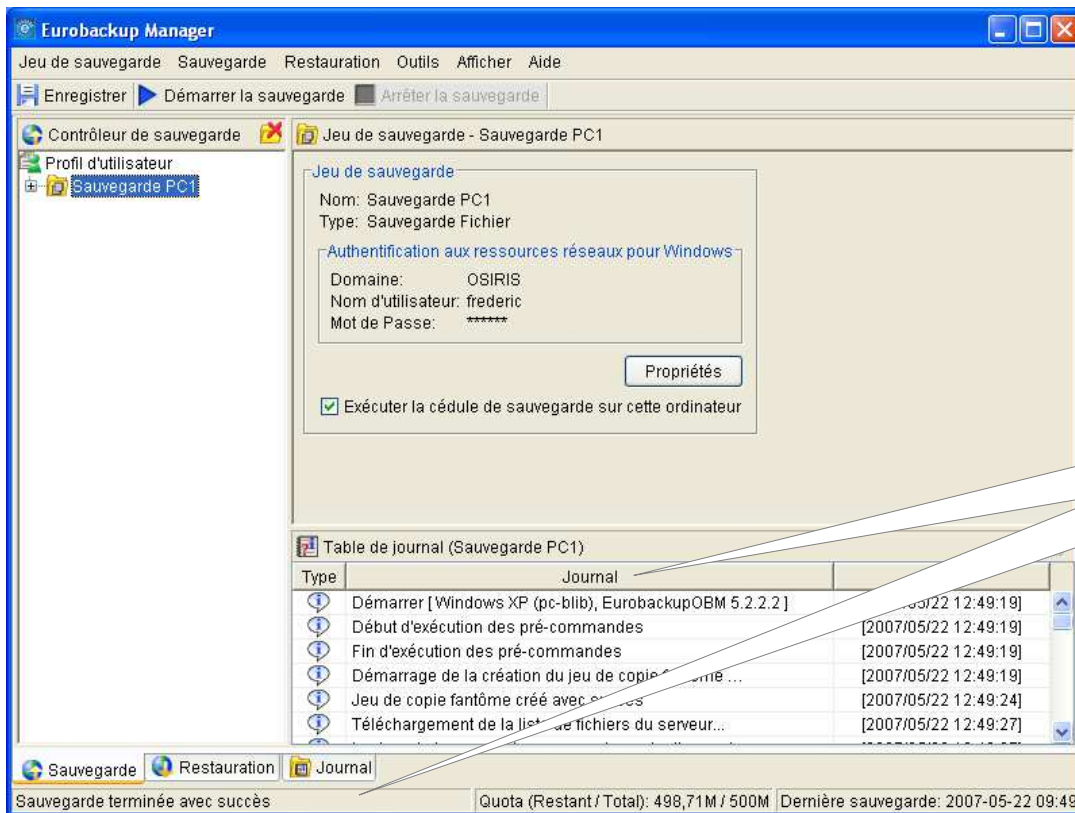 Eurobackup Manager
Jeu de sauvegarde Sauvegarde Restauration Outils Afficher Aide
Enregistrer Démarrer la sauvegarde Arrêter la sauvegarde
Contrôleur de sauvegarde
Profil d'utilisateur
Sauvegarde PC1
Jeu de sauvegarde - Sauvegarde PC1
Jeu de sauvegarde
Nom: Sauvegarde PC1
Type: Sauvegarde Fichier
Authentification aux ressources réseaux pour Windows
Domaine: OSIRIS
Nom d'utilisateur: frederic
Mot de Passe: ******
Propriétés
Exécuter la cédule de sauvegarde sur cette ordinateur
Table de journal (Sauvegarde PC1)
Type Journal
Démarrer [ Windows XP (pc-blib), EurobackupOBM 5.2.2.2 ] 22 12:49:19]
Début d'exécution des pré-commandes [2007/05/22 12:49:19]
Fin d'exécution des pré-commandes [2007/05/22 12:49:19]
Démarrage de la création du jeu de copie ... [2007/05/22 12:49:19]
Jeu de copie fantôme créé avec [2007/05/22 12:49:24]
Téléchargement de la liste de fichiers du serveur... [2007/05/22 12:49:27]
Sauvegarde Restauration Journal
Sauvegarde terminée avec succès Quota (Restant / Total): 498,71M / 500M Dernière sauvegarde: 2007-05-22 09:49